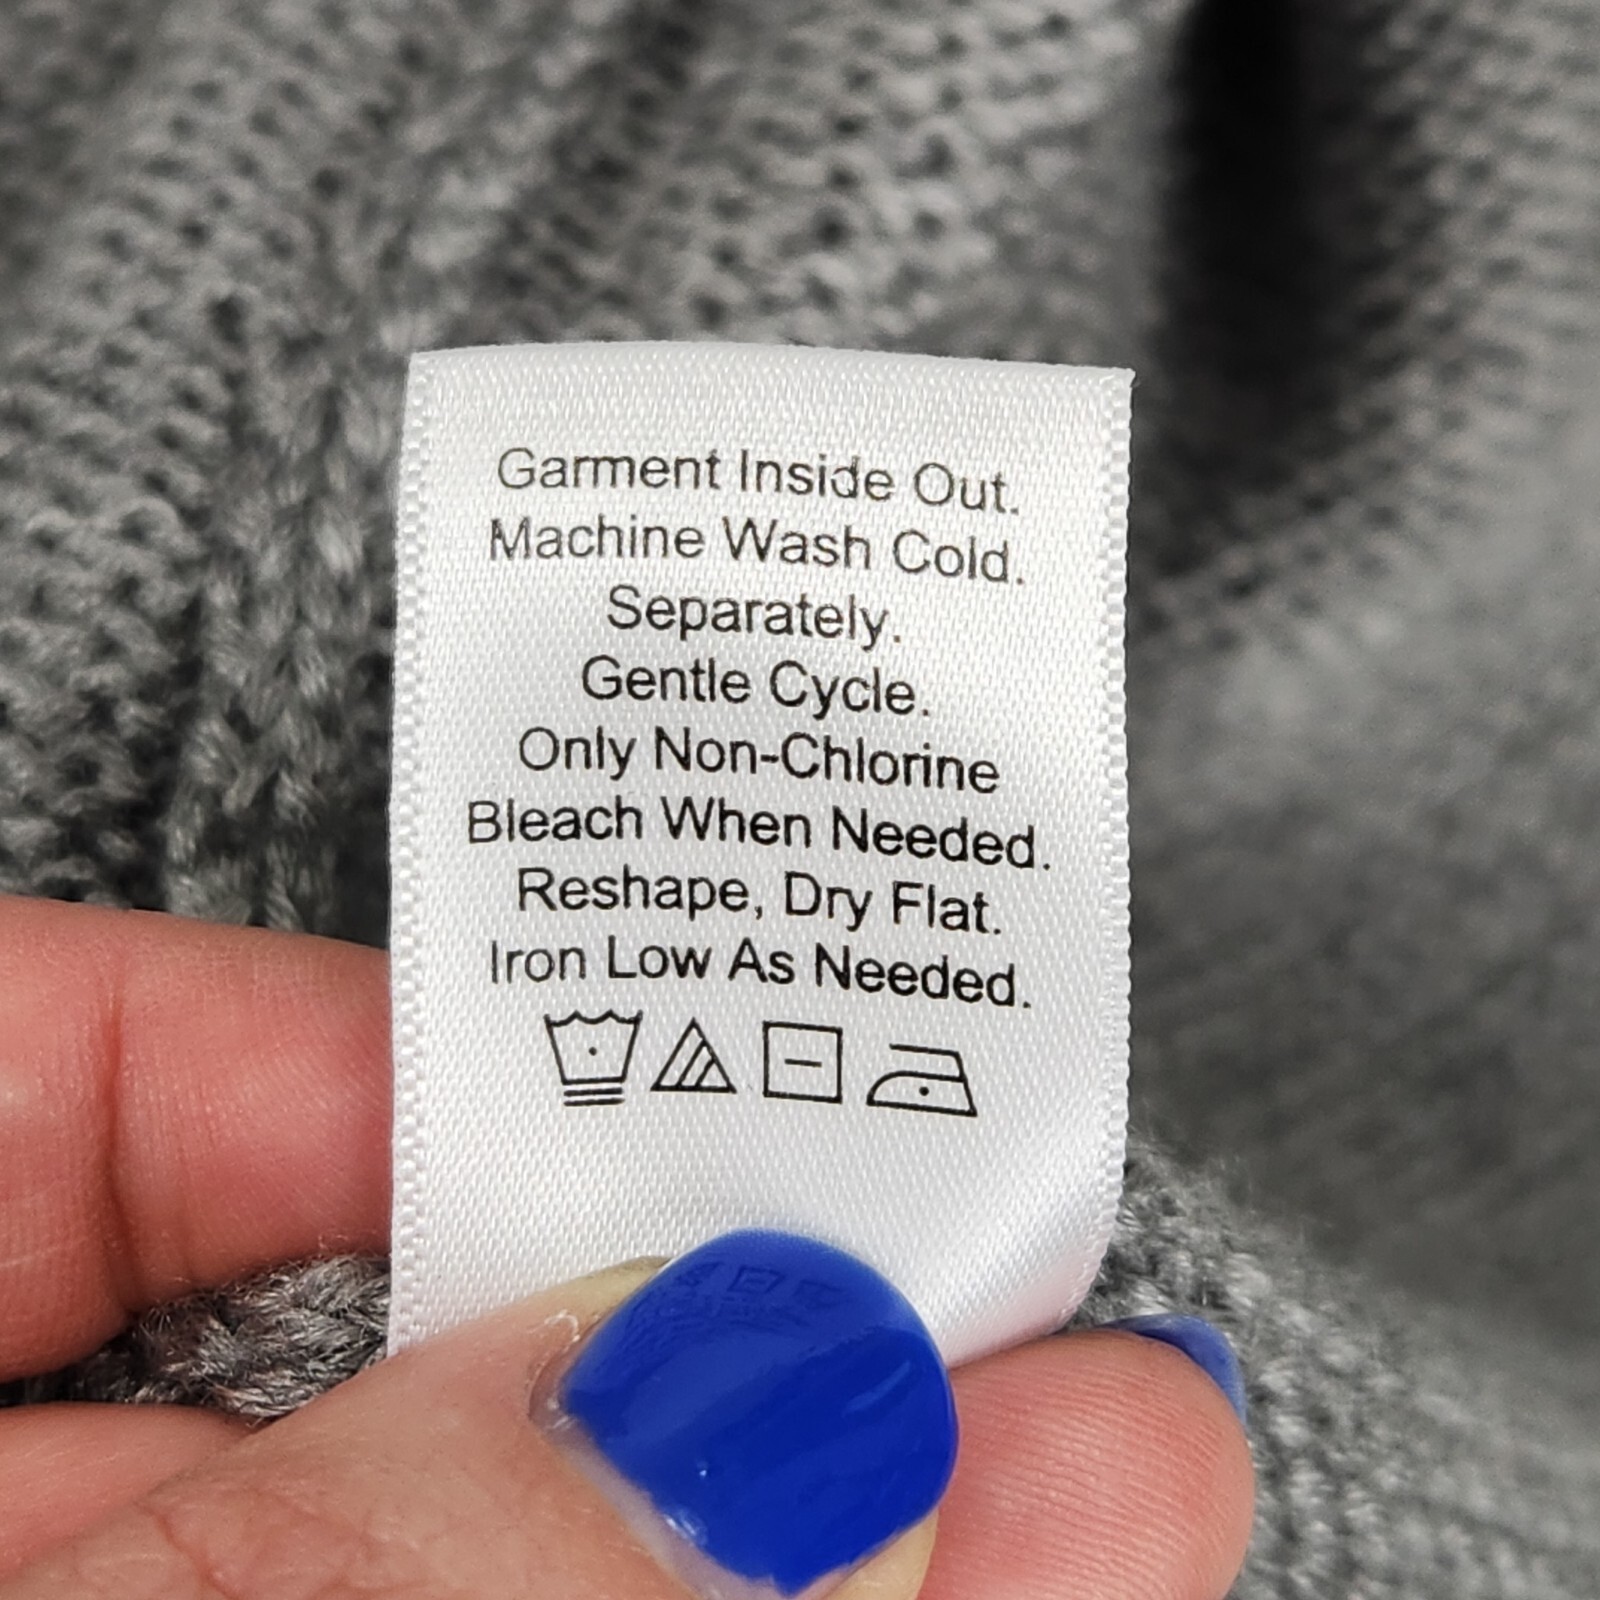 Garment Inside Out.
Machine Wash Cold.
Separately.
Gentle Cycle.
Only Non-Chlorine
Bleach When Needed.
Reshape, Dry Flat.
Iron Low As Needed.